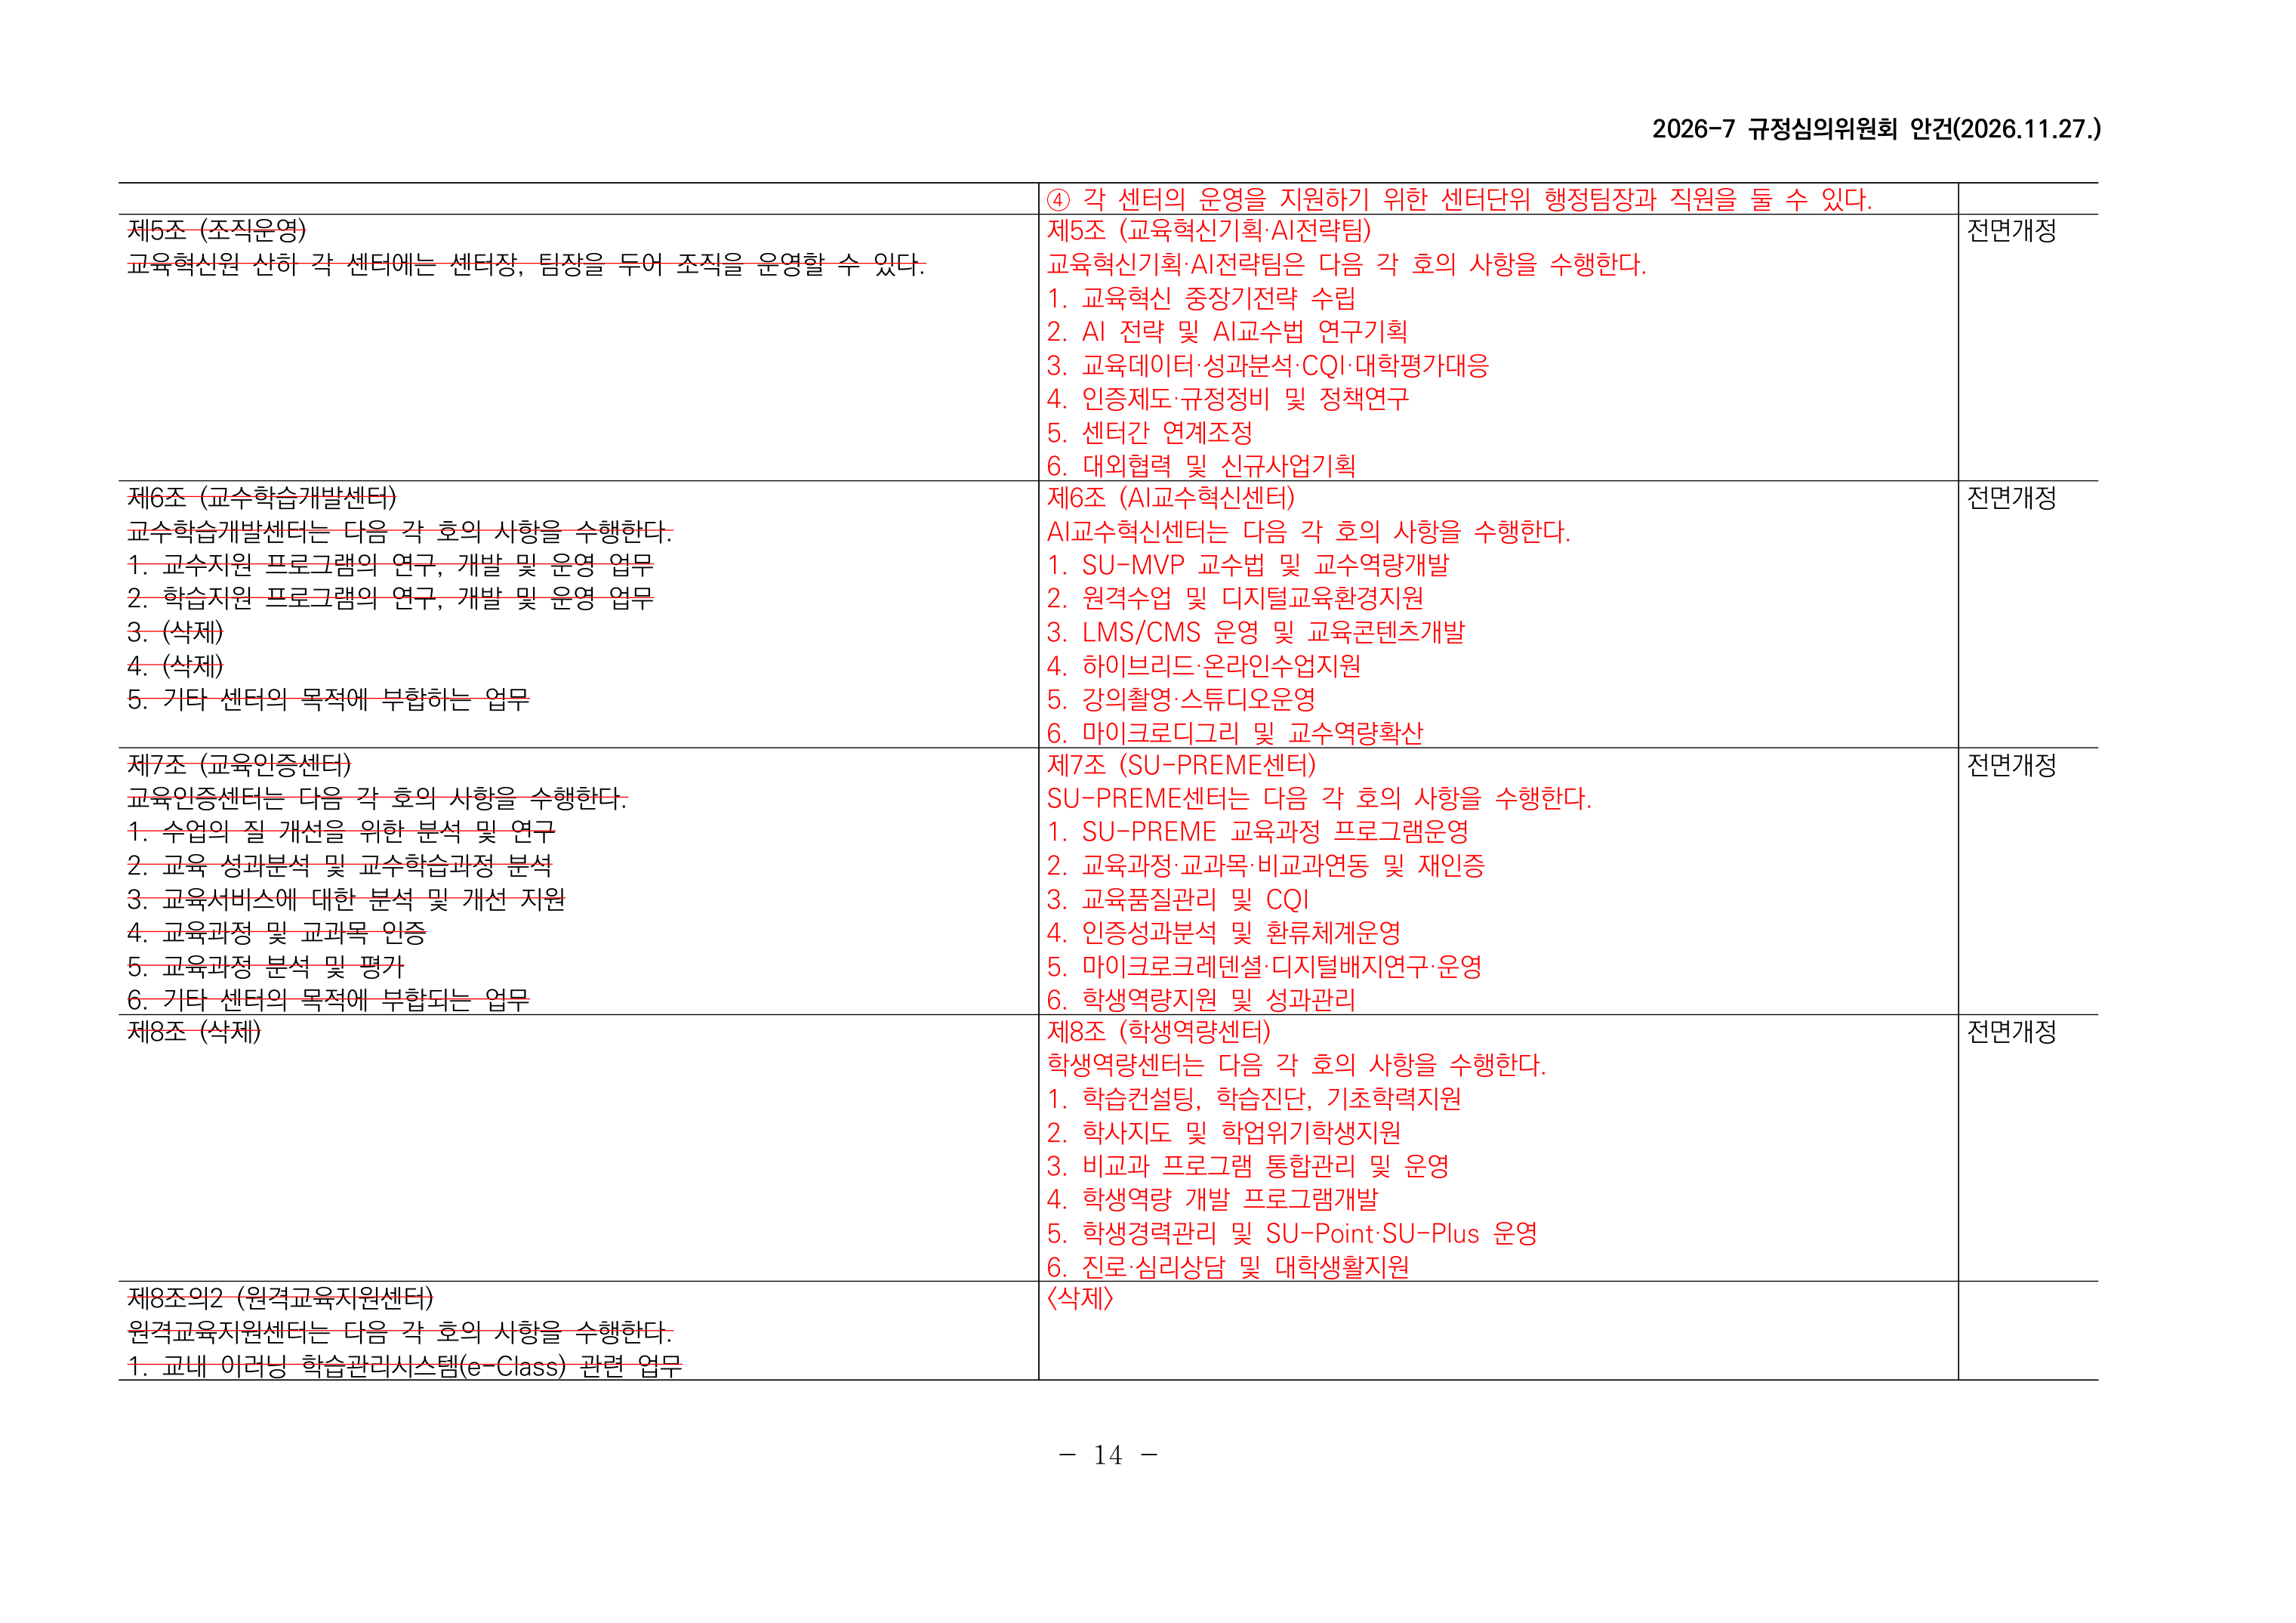 2026-7 규정심의위원회 안건(2026.11.27.)
④ 각 센터의 운영을 지원하기 위한 센터단위 행정팀장과 직원을 둘 수 있다.
제5조 (조직운영)
교육혁신원 산하 각 센터에는 센터장, 팀장을 두어 조직을 운영할 수 있다.
제5조 (교육혁신기획·AI전략팀)
교육혁신기획·AI전략팀은 다음 각 호의 사항을 수행한다.
1. 교육혁신 중장기전략 수립
2. AI 전략 및 AI교수법 연구기획
3. 교육데이터·성과분석·CQI·대학평가대응
4. 인증제도·규정정비 및 정책연구
5. 센터간 연계조정
6. 대외협력 및 신규사업기획
전면개정
제6조 (교수학습개발센터)
교수학습개발센터는 다음 각 호의 사항을 수행한다.
1. 교수지원 프로그램의 연구, 개발 및 운영 업무
2. 학습지원 프로그램의 연구, 개발 및 운영 업무
3. (삭제)
4. (삭제)
5. 기타 센터의 목적에 부합하는 업무
제6조 (AI교수혁신센터)
AI교수혁신센터는 다음 각 호의 사항을 수행한다.
1. SU-MVP 교수법 및 교수역량개발
2. 원격수업 및 디지털교육환경지원
3. LMS/CMS 운영 및 교육콘텐츠개발
4. 하이브리드·온라인수업지원
5. 강의촬영·스튜디오운영
6. 마이크로디그리 및 교수역량확산
전면개정
제7조 (교육인증센터)
교육인증센터는 다음 각 호의 사항을 수행한다.
1. 수업의 질 개선을 위한 분석 및 연구
2. 교육 성과분석 및 교수학습과정 분석
3. 교육서비스에 대한 분석 및 개선 지원
4. 교육과정 및 교과목 인증
5. 교육과정 분석 및 평가
6. 기타 센터의 목적에 부합되는 업무
제7조 (SU-PREME센터)
SU-PREME센터는 다음 각 호의 사항을 수행한다.
1. SU-PREME 교육과정 프로그램운영
2. 교육과정·교과목·비교과연동 및 재인증
3. 교육품질관리 및 CQI
4. 인증성과분석 및 환류체계운영
5. 마이크로크레덴셜·디지털배지연구·운영
6. 학생역량지원 및 성과관리
전면개정
제8조 (삭제)
제8조 (학생역량센터)
학생역량센터는 다음 각 호의 사항을 수행한다.
1. 학습컨설팅, 학습진단, 기초학력지원
2. 학사지도 및 학업위기학생지원
3. 비교과 프로그램 통합관리 및 운영
4. 학생역량 개발 프로그램개발
5. 학생경력관리 및 SU-Point·SU-Plus 운영
6. 진로·심리상담 및 대학생활지원
전면개정
제8조의2 (원격교육지원센터)
원격교육지원센터는 다음 각 호의 사항을 수행한다.
1. 교내 이러닝 학습관리시스템(e-Class) 관련 업무
〈삭제〉
- 14 -